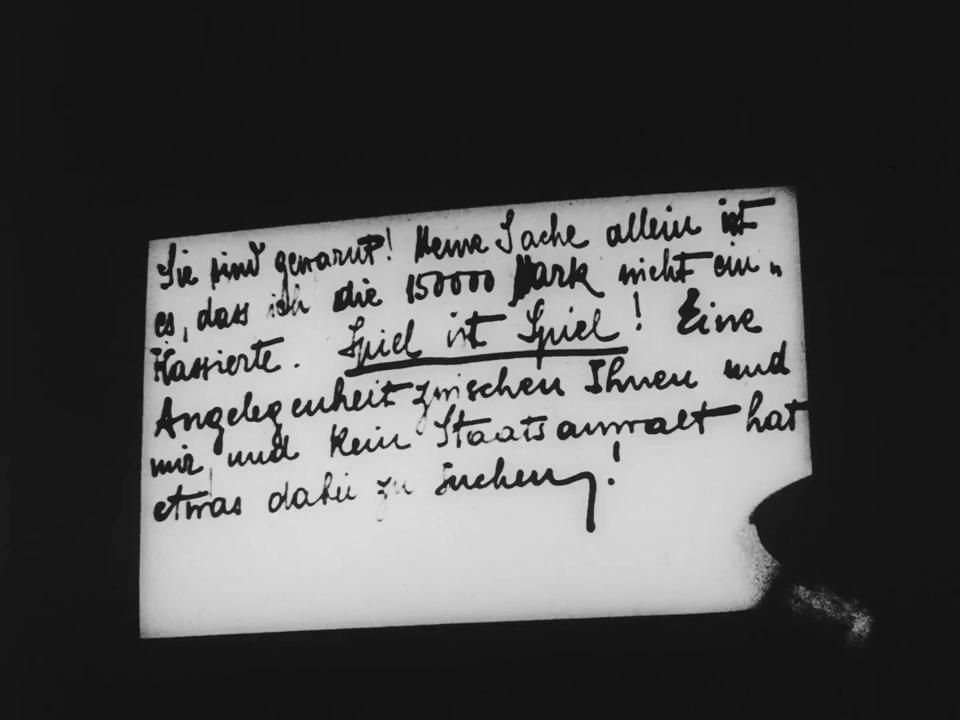 Sie sind gewarnt! Meine Sache allein ist
es, dass ich die 150000 Mark nicht ein„
kassierte. Spiel ist Spiel! Eine
Angelegenheit zwischen Ihnen und
mir, und kein Staatsanwalt hat
etwas dabei zu suchen!